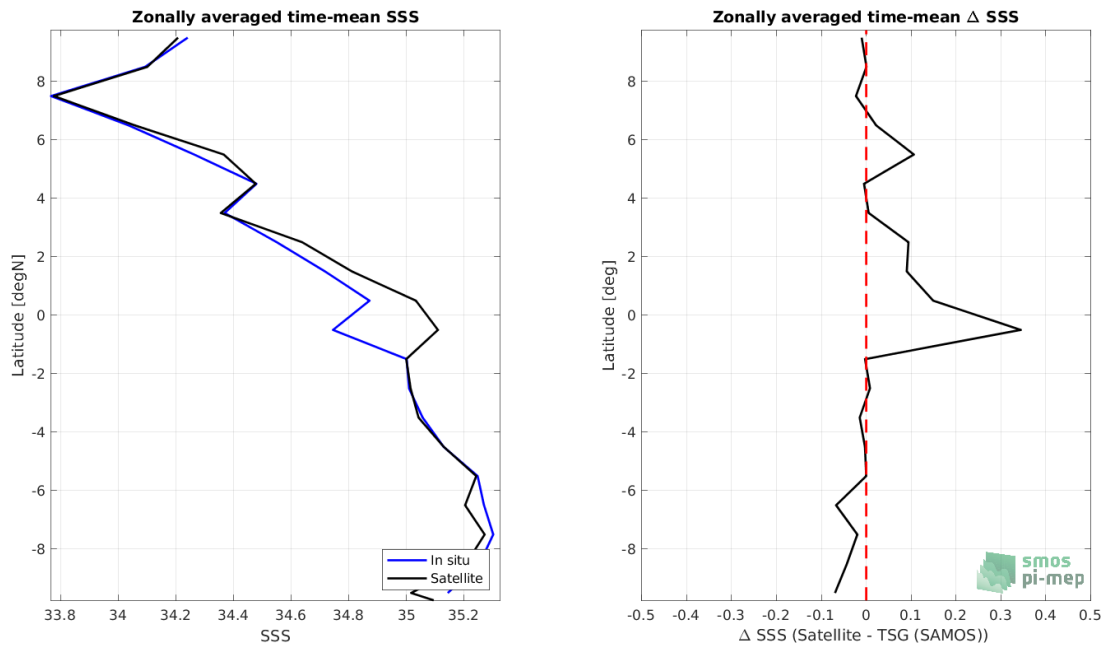 Zonally averaged time-mean SSS
Latitude [degN]
8
6
4
2
0
-2
-4
-6
-8
In situ
Satellite
33.8 34 34.2 34.4 34.6 34.8 35 35.2
SSS
Zonally averaged time-mean Δ SSS
Latitude [deg]
8
6
4
2
0
-2
-4
-6
-8
smos
pi-mep
-0.5 -0.4 -0.3 -0.2 -0.1 0 0.1 0.2 0.3 0.4 0.5
Δ SSS (Satellite - TSG (SAMOS))